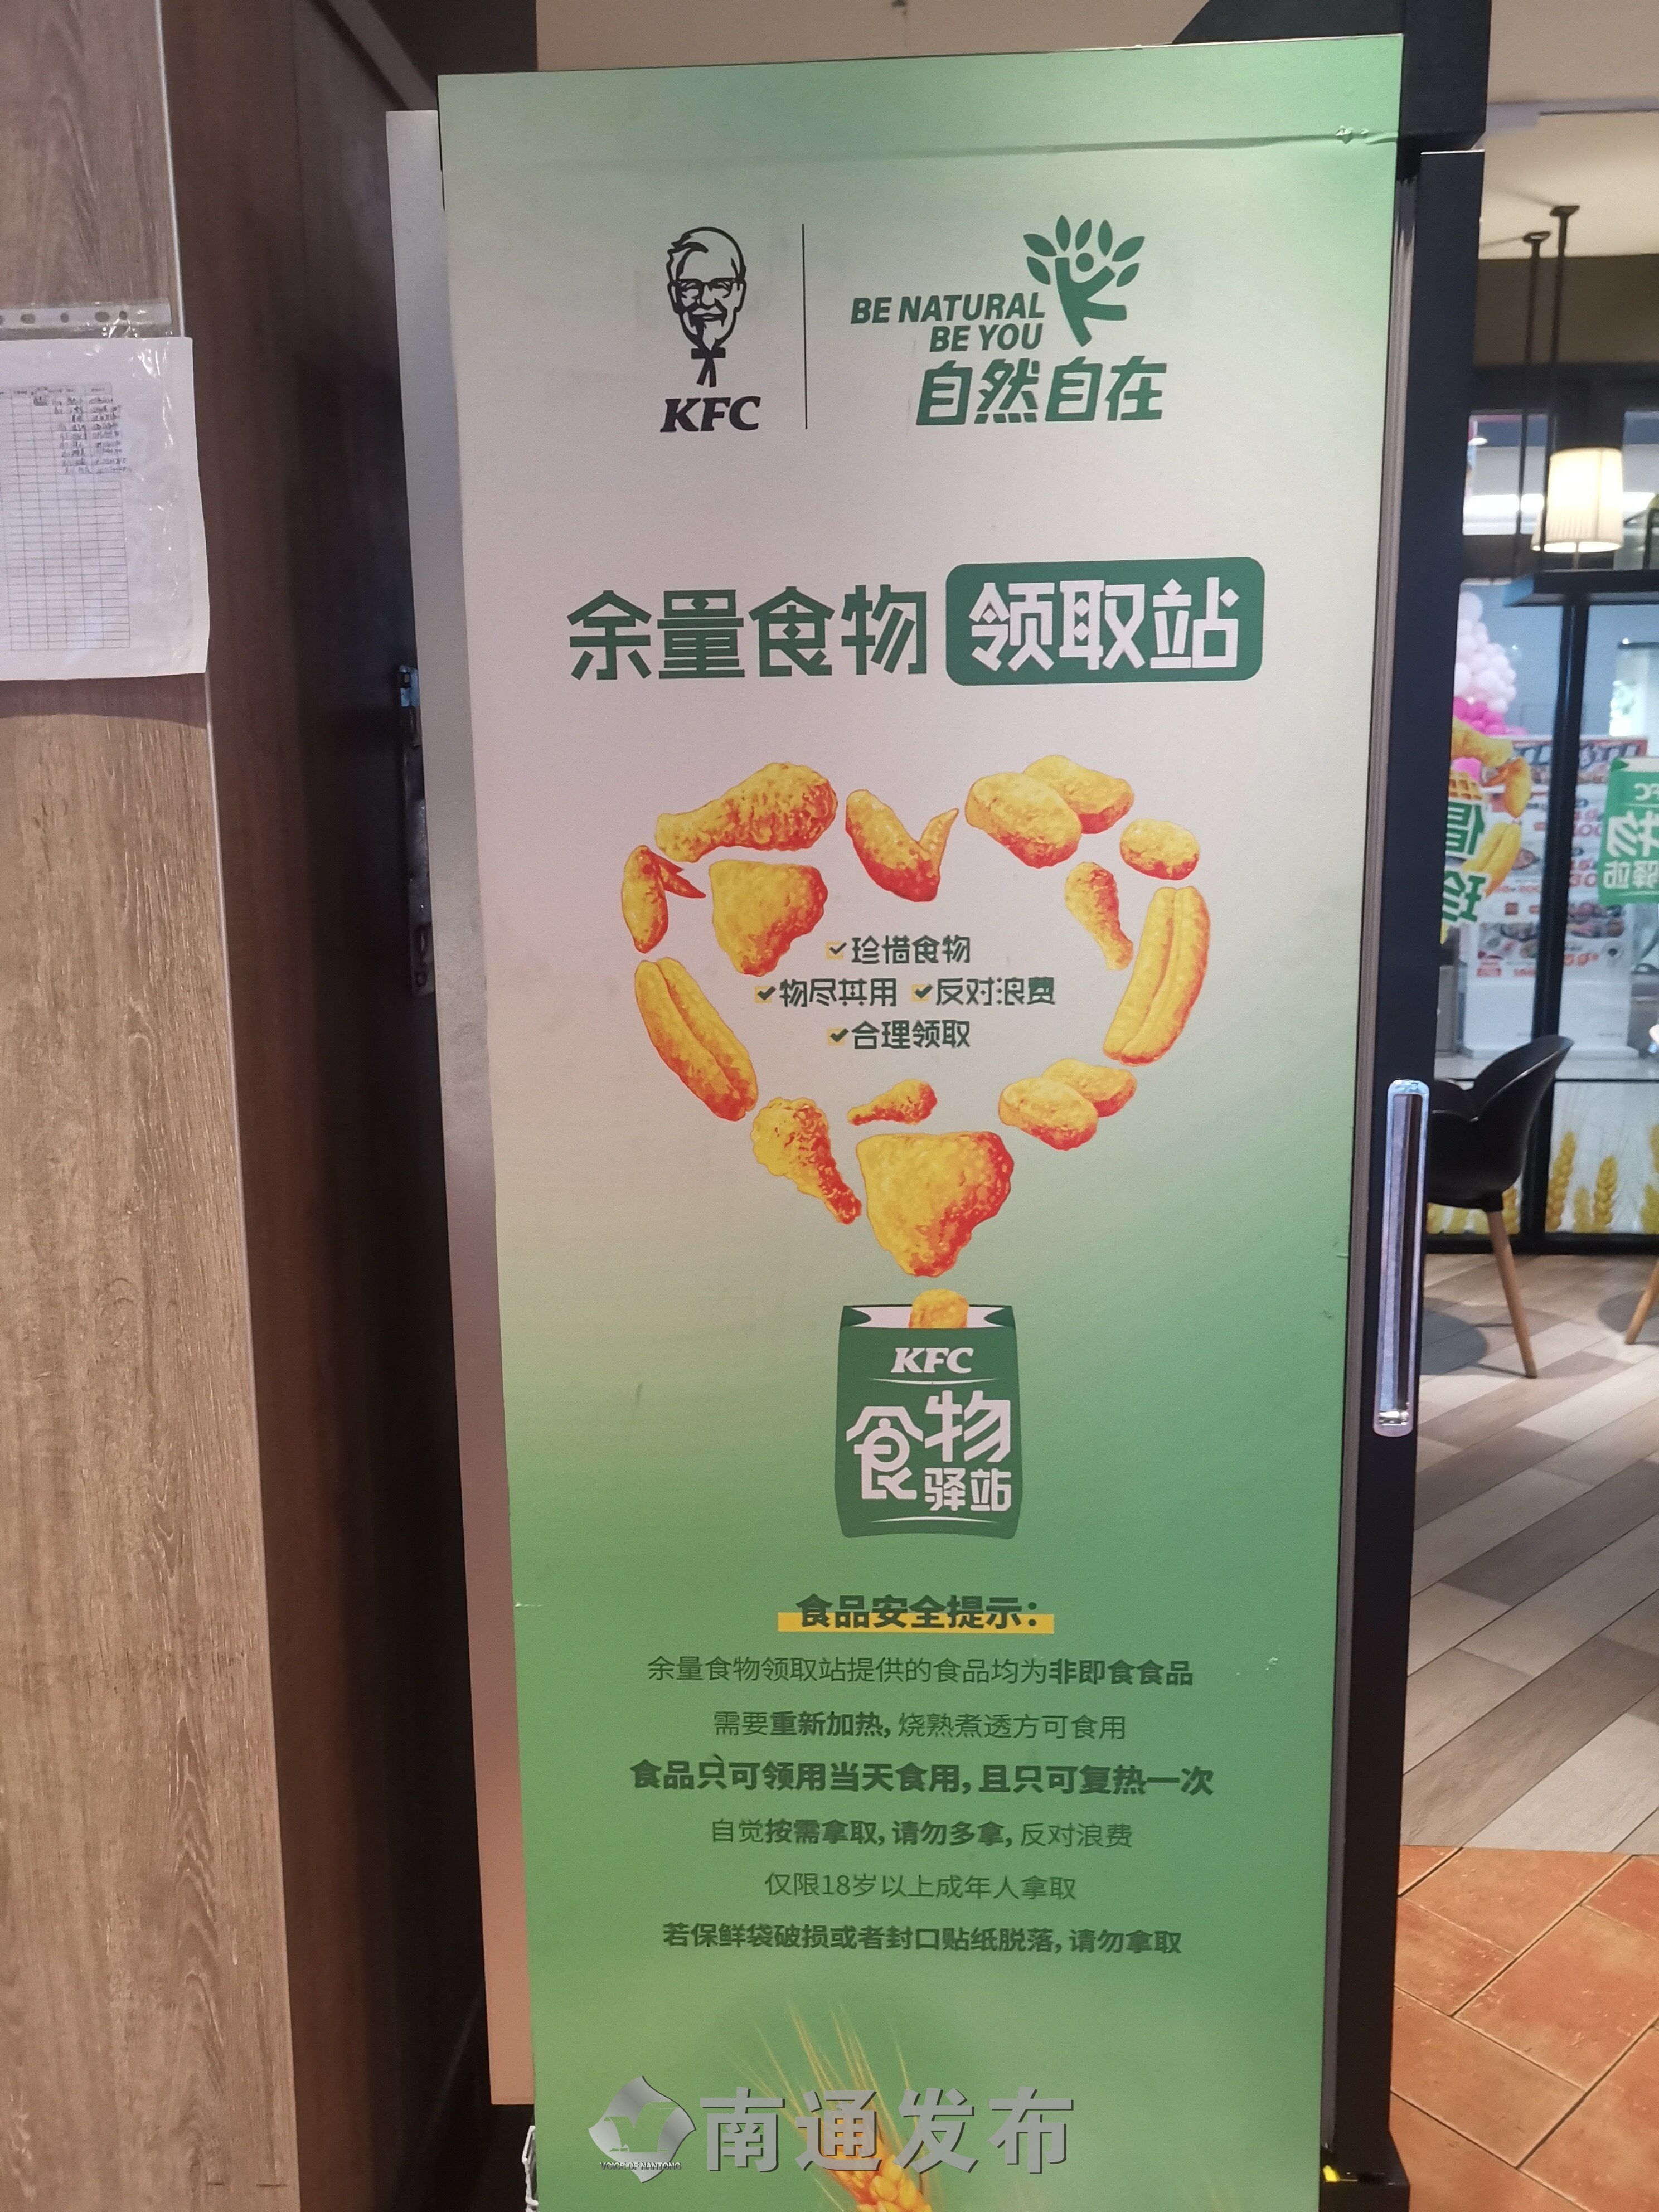 BE NATURAL
BE YOU
自然自在
KFC
余量食物 领取站
珍惜食物
物尽其用 反对浪费
合理领取
KFC
食物
驿站
食品安全提示：
余量食物领取站提供的食品均为非即食食品
需要重新加热，烧熟煮透方可食用
食品只可领用当天食用，且只可复热一次
自觉按需拿取，请勿多拿，反对浪费
仅限18岁以上成年人拿取
若保鲜袋破损或者封口贴纸脱落，请勿拿取
南通发布
VOICE OF NANTONG